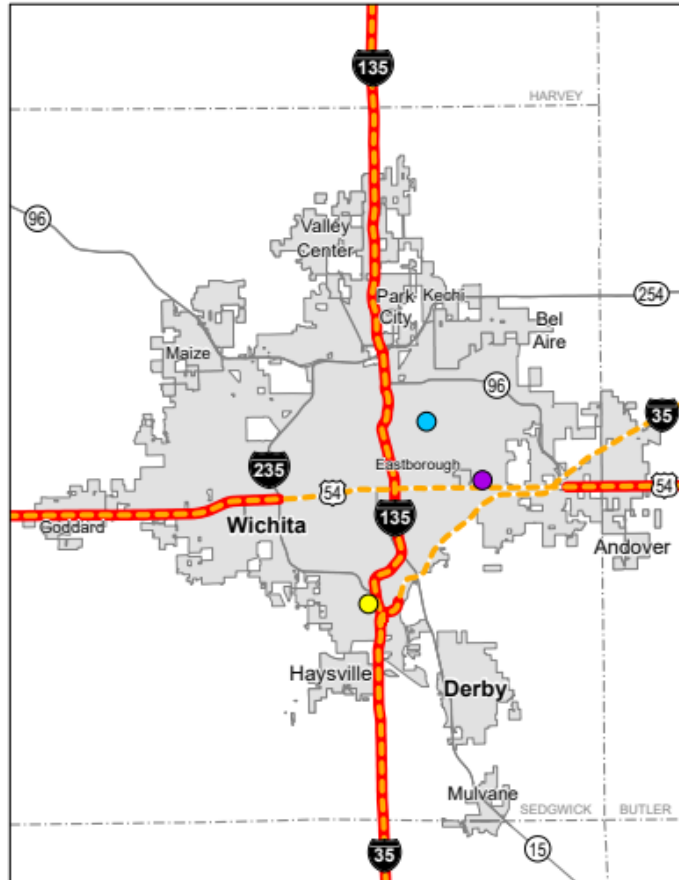 135
HARVEY
96
Valley
Center
254
Park
City
Kechi
Bel
Aire
Maize
96
35
Eastborough
235
54
54
Goddard
Wichita
135
Andover
Haysville
Derby
Mulvane
SEDGWICK
BUTLER
35
15